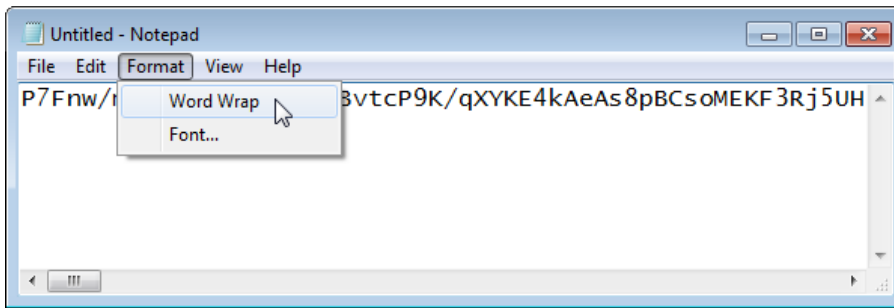 Untitled - Notepad
File Edit Format View Help
P7Fnw/ BvtcP9K/qXYKE4kAeAs8pBCsoMEKF3Rj5UH
Word Wrap
Font...